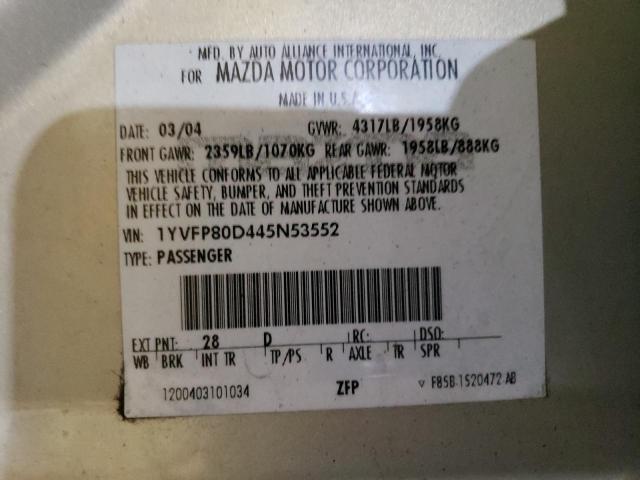 MFD. BY AUTO ALLIANCE INTERNATIONAL, INC.
FOR MAZDA MOTOR CORPORATION
MADE IN U.S.A.
DATE: 03/04 GVWR: 4317LB/1958KG
FRONT GAWR: 2359LB/1070KG REAR GAWR: 1958LB/888KG
THIS VEHICLE CONFORMS TO ALL APPLICABLE FEDERAL MOTOR
VEHICLE SAFETY, BUMPER, AND THEFT PREVENTION STANDARDS
IN EFFECT ON THE DATE OF MANUFACTURE SHOWN ABOVE.
VIN: 1YVFP80D445N53552
TYPE: PASSENGER
EXT PNT: 28 D RC: DSO:
WB BRK INT TR TP/PS R AXLE TR SPR
1200403101034 ZFP ▽ F85B-1520472 AB